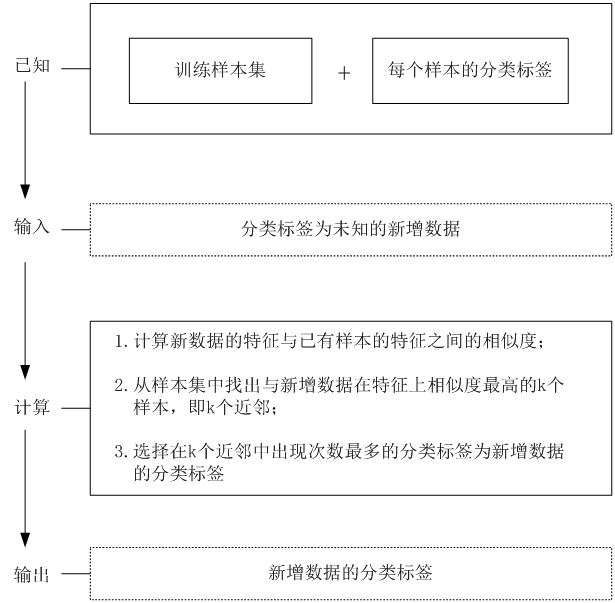 已知
训练样本集
+
每个样本的分类标签
输入
分类标签为未知的新增数据
计算
1. 计算新数据的特征与已有样本的特征之间的相似度；
2. 从样本集中找出与新增数据在特征上相似度最高的k个
样本，即k个近邻；
3. 选择在k个近邻中出现次数最多的分类标签为新增数据
的分类标签
输出
新增数据的分类标签